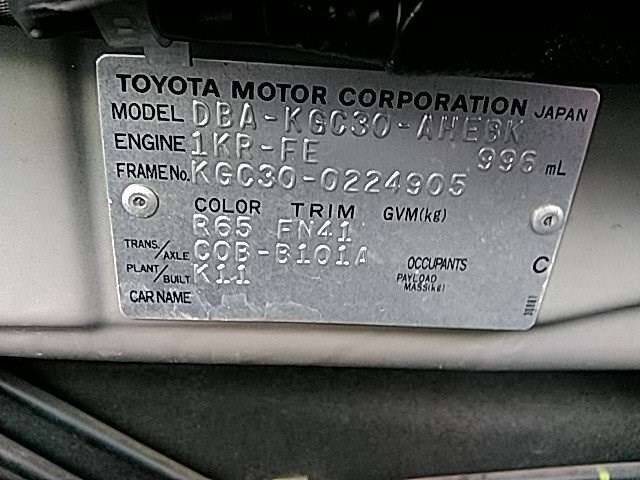 TOYOTA MOTOR CORPORATION JAPAN
MODEL DBA-KGC30-AHEGK
ENGINE 1KR-FE 996 mL
FRAME No. KGC30-0224905
COLOR TRIM GVM(kg)
R65 FN41
TRANS./AXLE C0B-B101A OCCUPANTS C
PLANT/BUILT K11 PAYLOAD MASS(kg)
CAR NAME